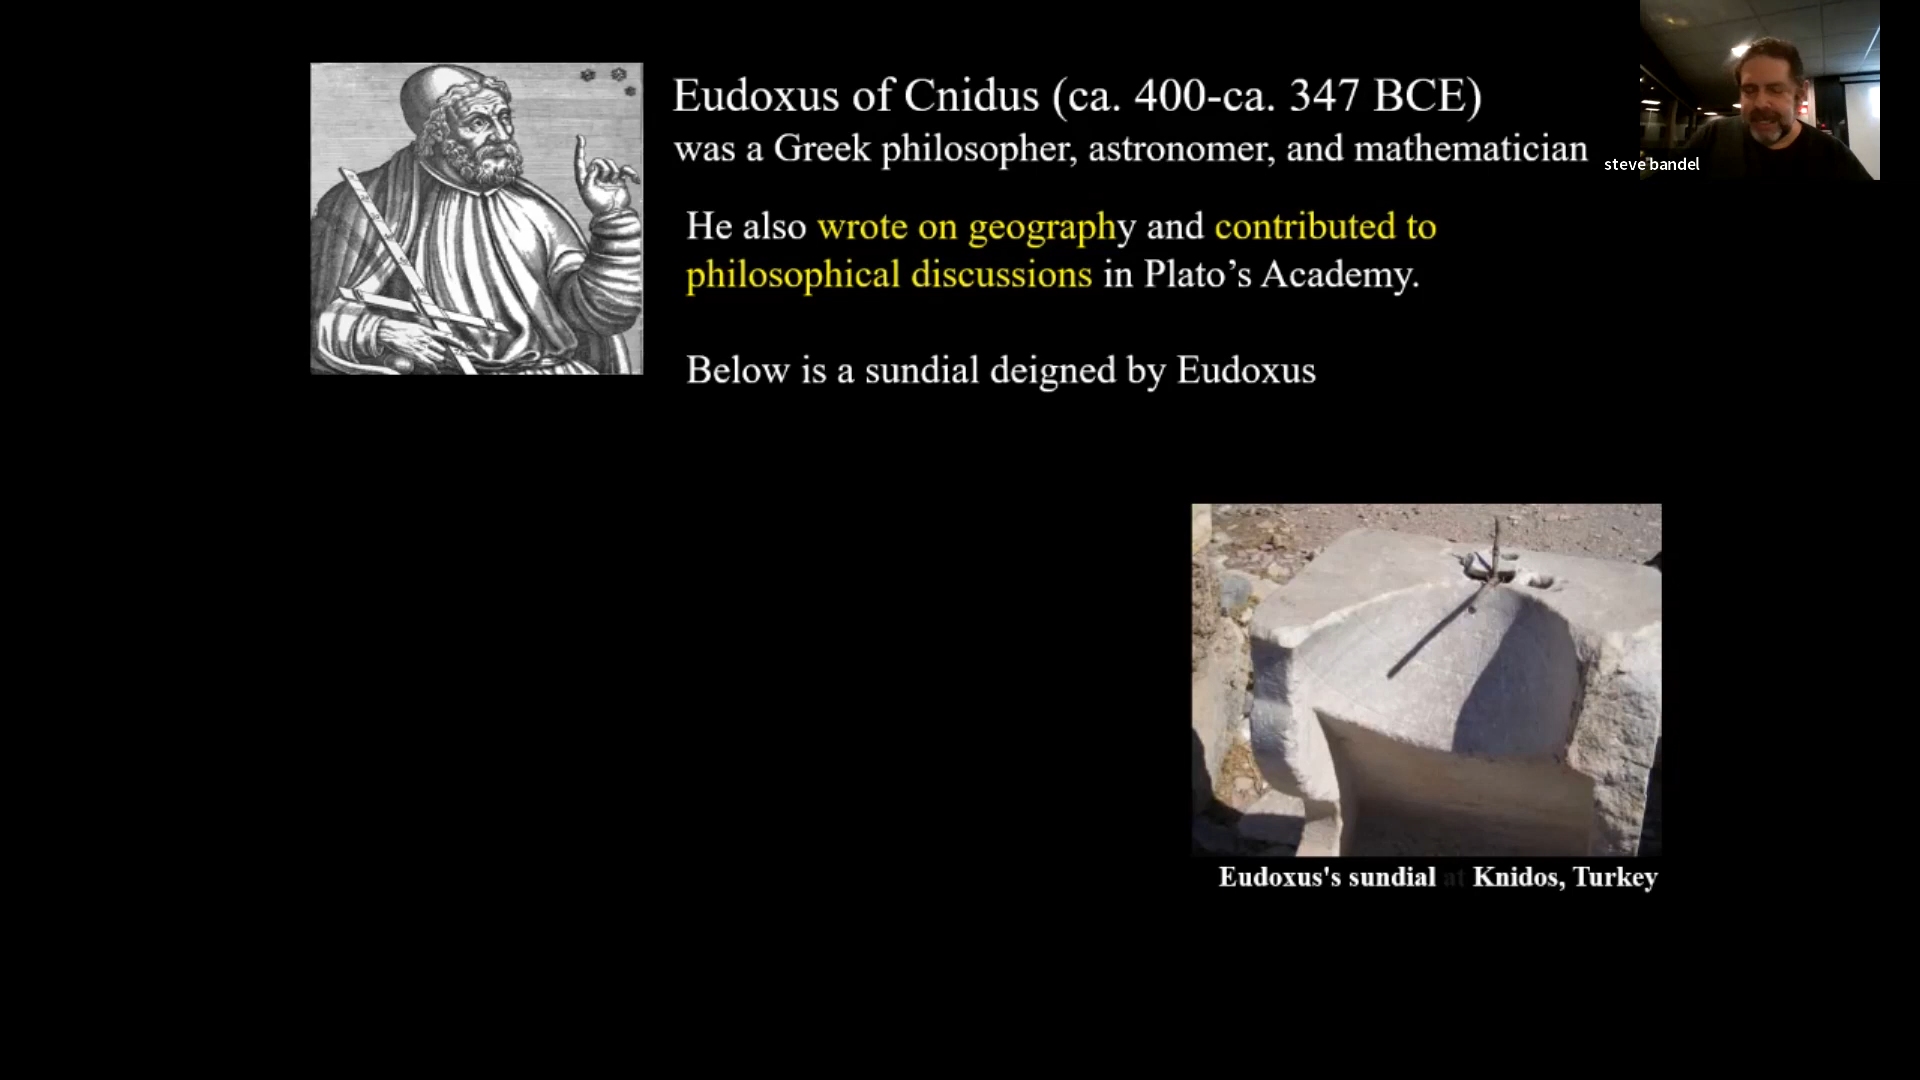 Eudoxus of Cnidus (ca. 400-ca. 347 BCE)
was a Greek philosopher, astronomer, and mathematician
steve bandel
He also wrote on geography and contributed to
philosophical discussions in Plato’s Academy.
Below is a sundial deigned by Eudoxus
Eudoxus's sundial at Knidos, Turkey